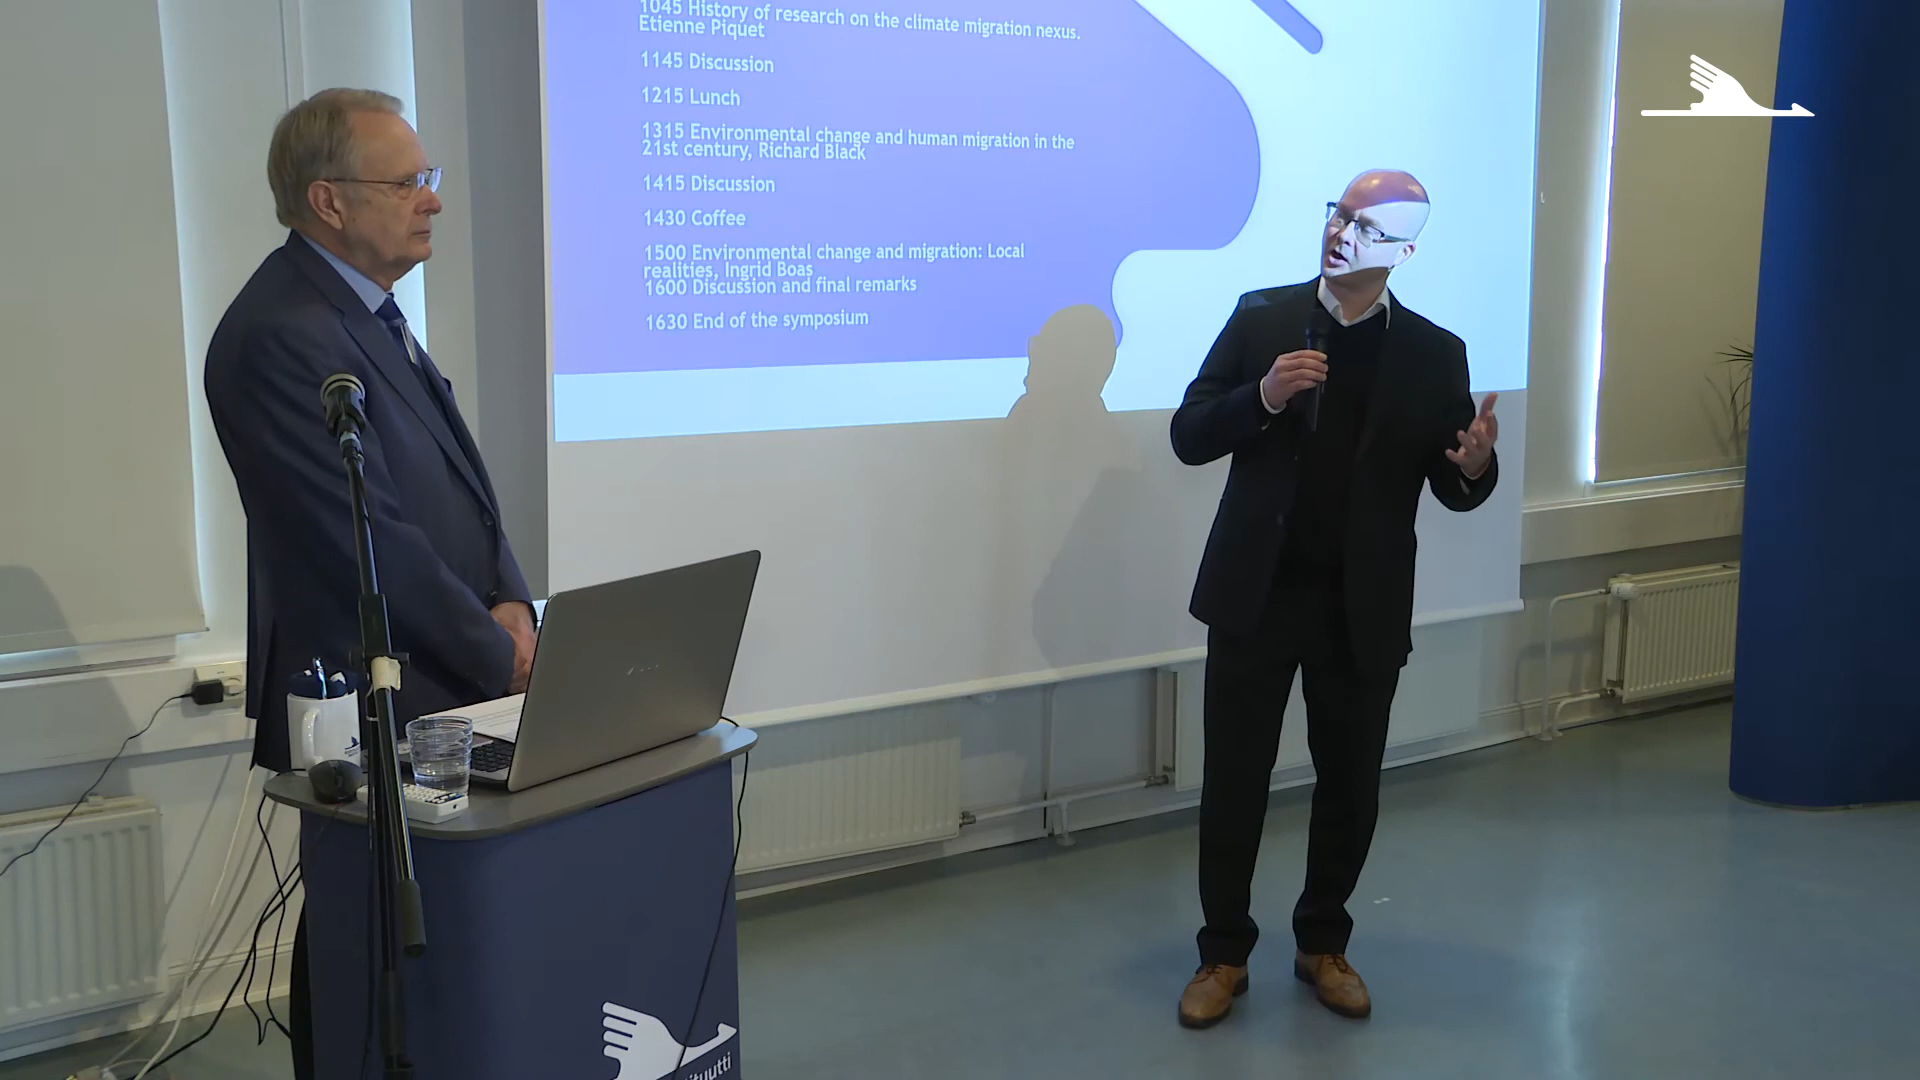 1045 History of research on the climate migration nexus.
Etienne Piquet
1145 Discussion
1215 Lunch
1315 Environmental change and human migration in the
21st century, Richard Black
1415 Discussion
1430 Coffee
1500 Environmental change and migration: Local
realities, Ingrid Boas
1600 Discussion and final remarks
1630 End of the symposium